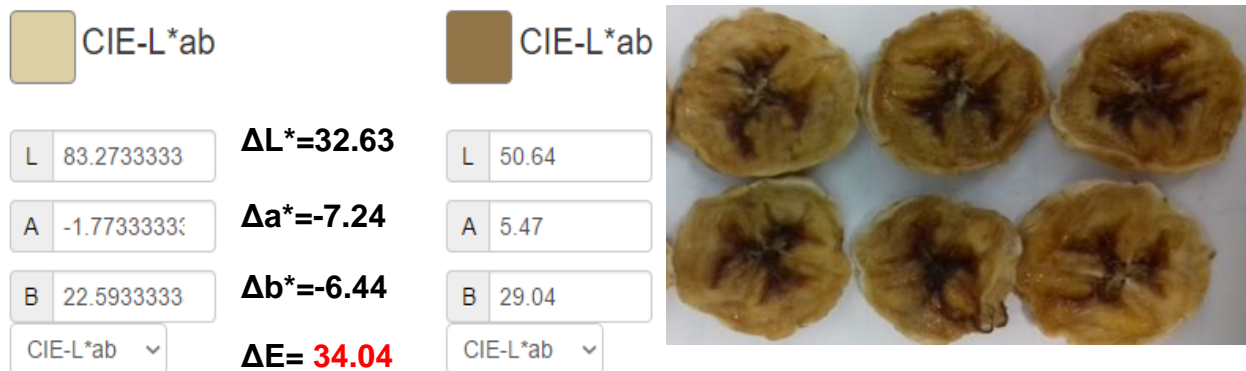 CIE-L*ab
CIE-L*ab
L 83.2733333
ΔL*=32.63
L 50.64
A -1.7733333
Δa*=-7.24
A 5.47
B 22.5933333
Δb*=-6.44
B 29.04
CIE-L*ab
ΔE= 34.04
CIE-L*ab